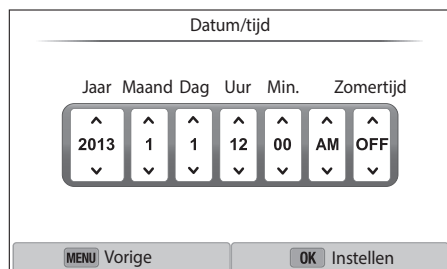 Datum/tijd
Jaar Maand Dag Uur Min. Zomertijd
2013 1 1 12 00 AM OFF
MENU Vorige OK Instellen